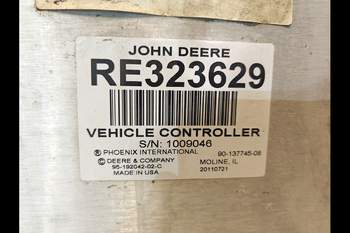 JOHN DEERE
RE323629
VEHICLE CONTROLLER
S/N: 1009046
® PHOENIX INTERNATIONAL 90-137745-06
© DEERE & COMPANY MOLINE, IL
95-192042-02-C 20110721
MADE IN USA